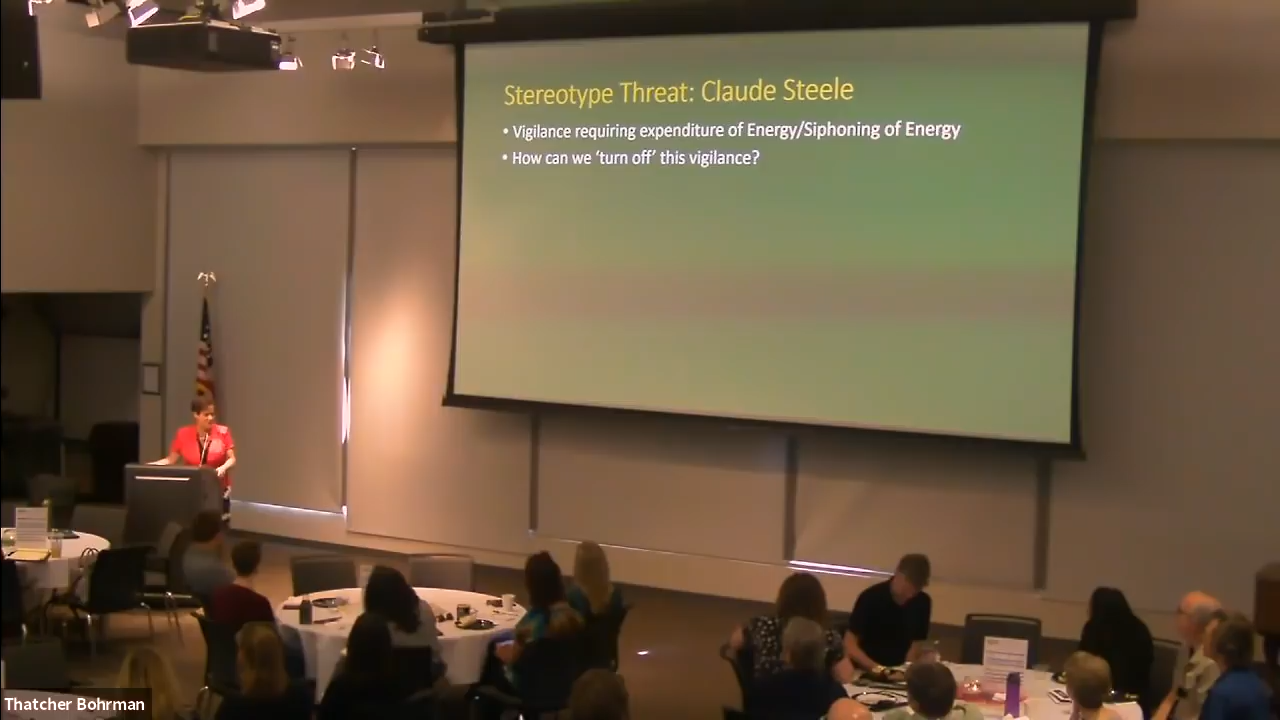 Stereotype Threat: Claude Steele
• Vigilance requiring expenditure of Energy/Siphoning of Energy
• How can we ‘turn off’ this vigilance?
Thatcher Bohrman